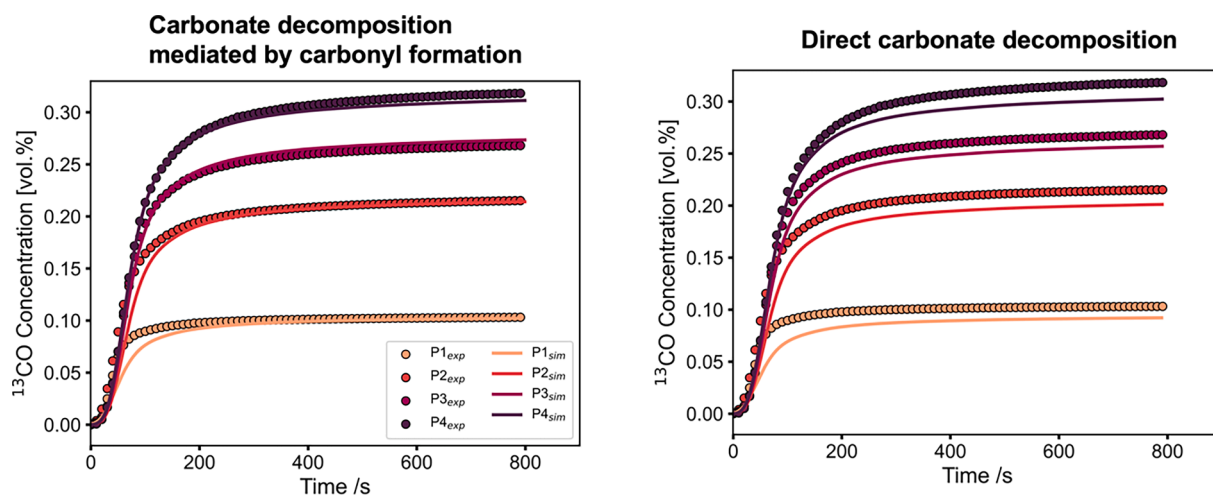 Carbonate decomposition
mediated by carbonyl formation
¹³CO Concentration [vol.%]
0.30
0.25
0.20
0.15
0.10
0.05
0.00
0
200
400
600
800
Time /s
P1exp
P2exp
P3exp
P4exp
P1sim
P2sim
P3sim
P4sim
Direct carbonate decomposition
¹³CO Concentration [vol.%]
0.30
0.25
0.20
0.15
0.10
0.05
0.00
0
200
400
600
800
Time /s